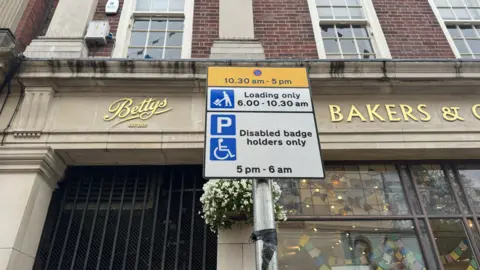 10.30 am - 5 pm
Loading only
6.00 - 10.30 am
P
Disabled badge
holders only
5 pm - 6 am
Bettys
BAKERS &